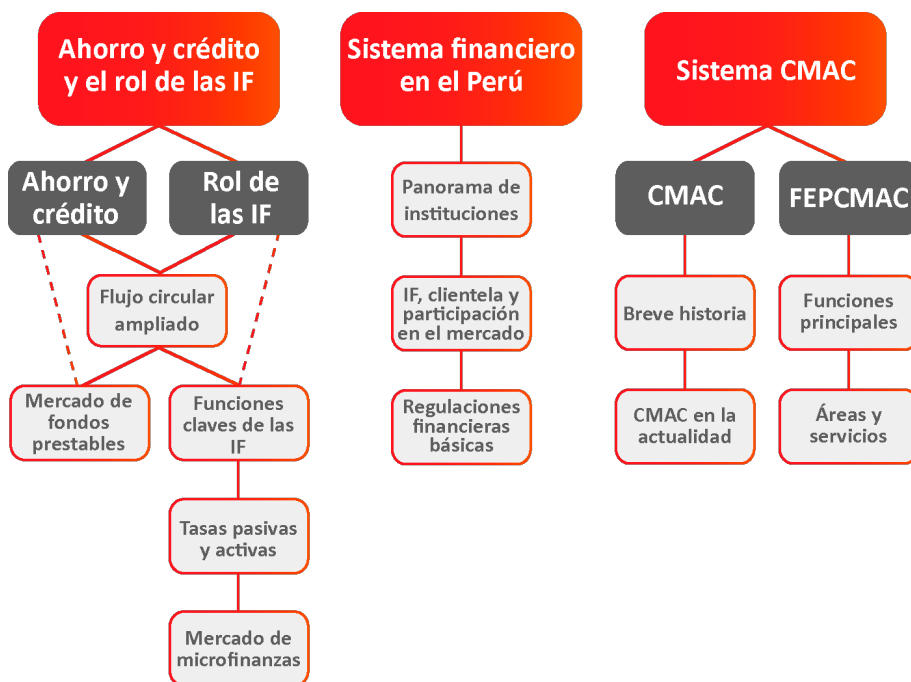 Ahorro y crédito
y el rol de las IF
Sistema financiero
en el Perú
Sistema CMAC
Ahorro y
crédito
Rol de
las IF
Panorama de
instituciones
CMAC
FEPCMAC
Flujo circular
ampliado
IF, clientela y
participación
en el mercado
Breve historia
Funciones
principales
Mercado de
fondos
prestables
Funciones
claves de las
IF
Regulaciones
financieras
básicas
CMAC en la
actualidad
Áreas y
servicios
Tasas pasivas
y activas
Mercado de
microfinanzas